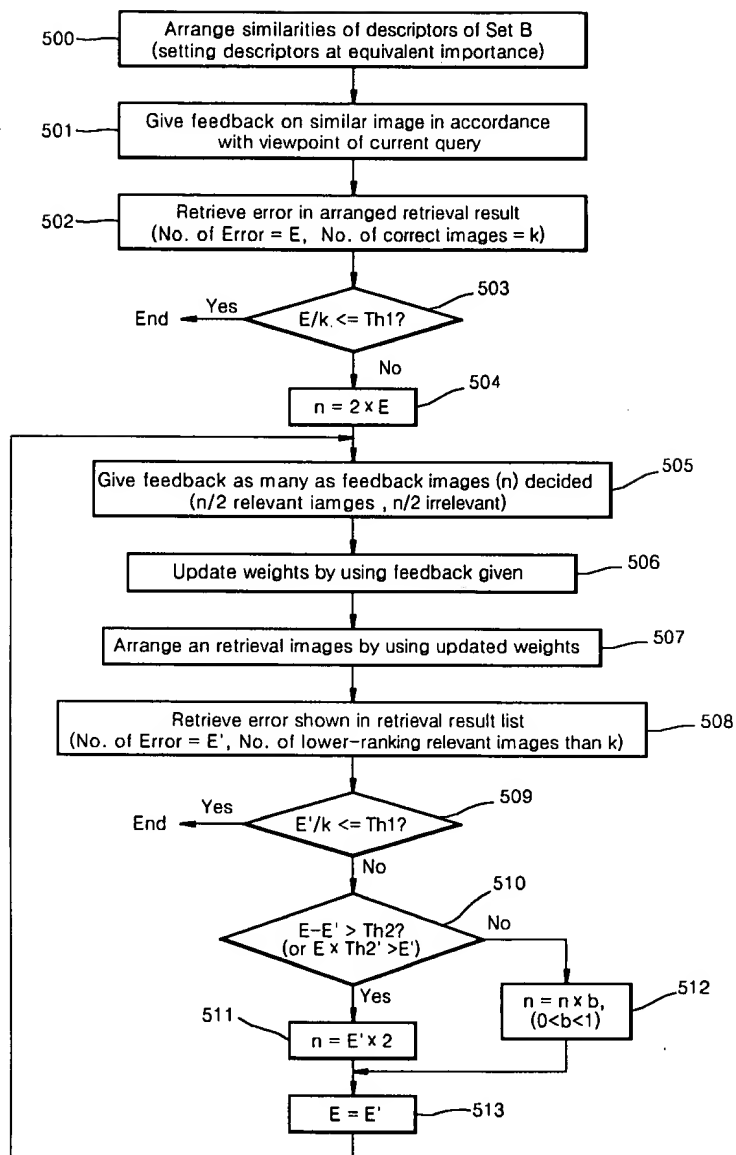 500
Arrange similarities of descriptors of Set B
(setting descriptors at equivalent importance)
501
Give feedback on similar image in accordance
with viewpoint of current query
502
Retrieve error in arranged retrieval result
(No. of Error = E, No. of correct images = k)
503
E/k <= Th1?
Yes
End
No
504
n = 2 × E
505
Give feedback as many as feedback images (n) decided
(n/2 relevant iamges , n/2 irrelevant)
506
Update weights by using feedback given
507
Arrange an retrieval images by using updated weights
508
Retrieve error shown in retrieval result list
(No. of Error = E', No. of lower-ranking relevant images than k)
509
E'/k <= Th1?
Yes
End
No
510
E-E' > Th2?
(or E × Th2' >E')
No
Yes
511
n = E' × 2
512
n = n × b,
(0<b<1)
E = E'
513